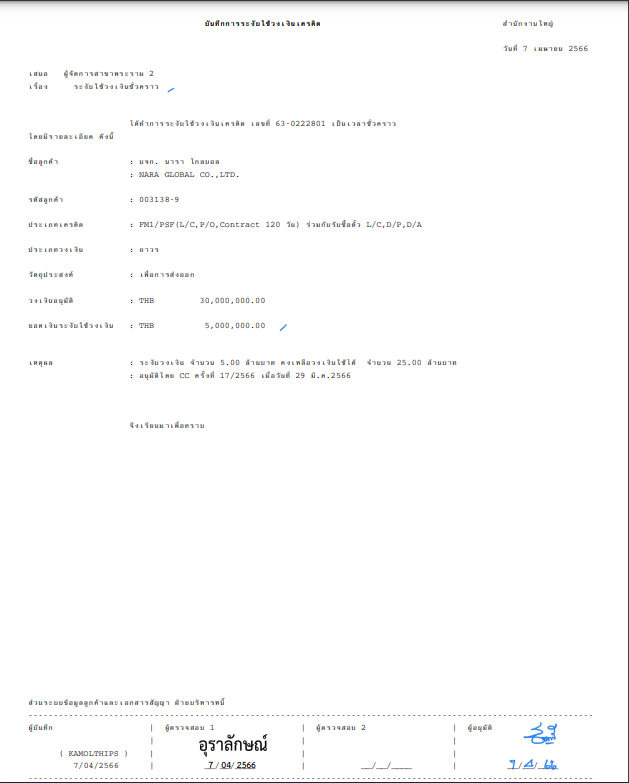 บันทึกการระงับใช้วงเงินเครดิต สำนักงานใหญ่
วันที่ 7 เมษายน 2566
เสนอ ผู้จัดการสาขาพระราม 2
เรื่อง ระงับใช้วงเงินชั่วคราว
ได้ทำการระงับใช้วงเงินเครดิต เลขที่ 63-0222801 เป็นเวลาชั่วคราว
โดยมีรายละเอียด ดังนี้
ชื่อลูกค้า : บจก. นารา โกลบอล
: NARA GLOBAL CO.,LTD.
รหัสลูกค้า : 003138-9
ประเภทเครดิต : FM1/PSF(L/C,P/O,Contract 120 วัน) ร่วมกับรับซื้อตั๋ว L/C,D/P,D/A
ประเภทวงเงิน : ถาวร
วัตถุประสงค์ : เพื่อการส่งออก
วงเงินอนุมัติ : THB 30,000,000.00
ยอดเงินระงับใช้วงเงิน : THB 5,000,000.00
เหตุผล : ระงับวงเงิน จำนวน 5.00 ล้านบาท คงเหลือวงเงินใช้ได้ จำนวน 25.00 ล้านบาท
: อนุมัติโดย CC ครั้งที่ 17/2566 เมื่อวันที่ 29 มี.ค.2566
จึงเรียนมาเพื่อทราบ
ส่วนระบบข้อมูลลูกค้าและเอกสารสัญญา ฝ่ายบริหารหนี้
ผู้บันทึก | ผู้ตรวจสอบ 1 | ผู้ตรวจสอบ 2 | ผู้อนุมัติ
อุราลักษณ์
( KAMOLTHIPS )
7/04/2566 | 7/04/2566 | __/__/____ |